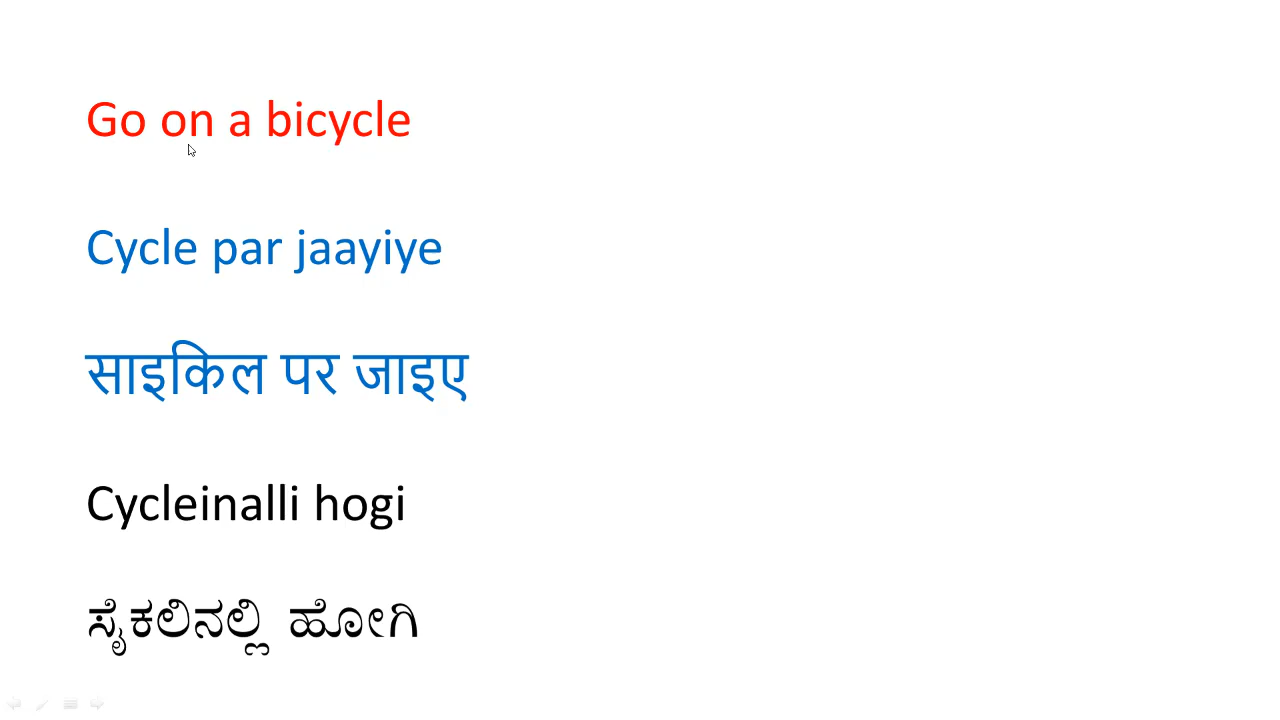 Go on a bicycle
Cycle par jaayiye
साइकिल पर जाइए
Cycleinalli hogi
ಸೈಕಲಿನಲ್ಲಿ ಹೋಗಿ